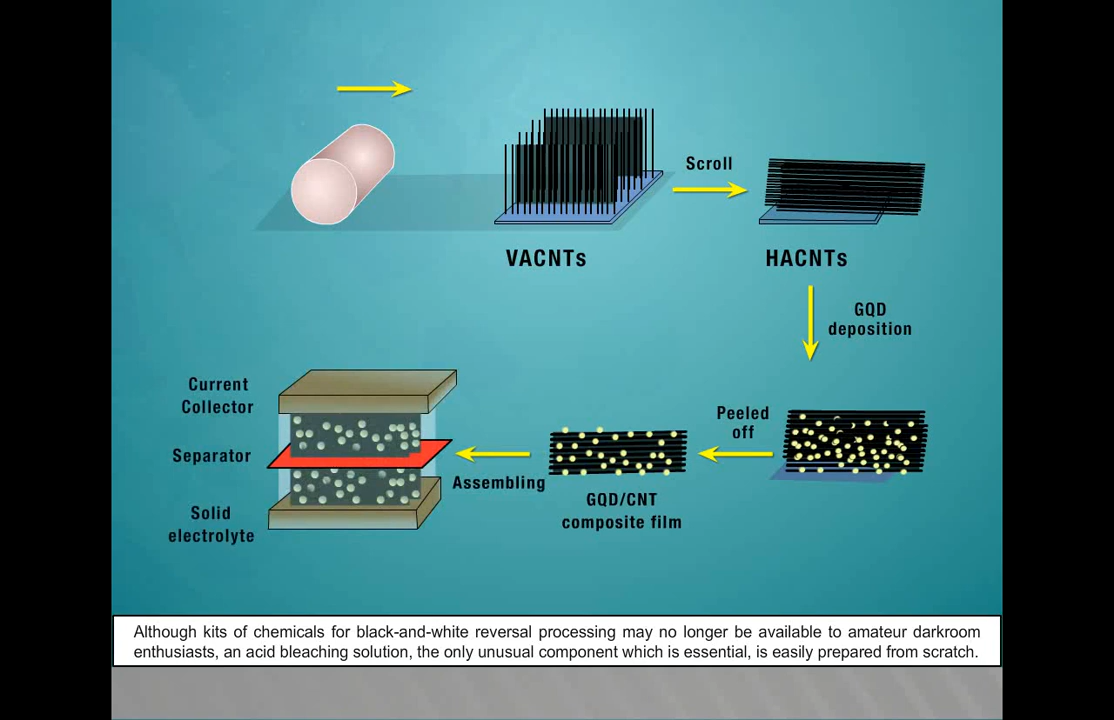 Scroll
VACNTs
HACNTs
GQD
deposition
Current
Collector
Separator
Solid
electrolyte
Assembling
GQD/CNT
composite film
Peeled
off
Although kits of chemicals for black-and-white reversal processing may no longer be available to amateur darkroom
enthusiasts, an acid bleaching solution, the only unusual component which is essential, is easily prepared from scratch.